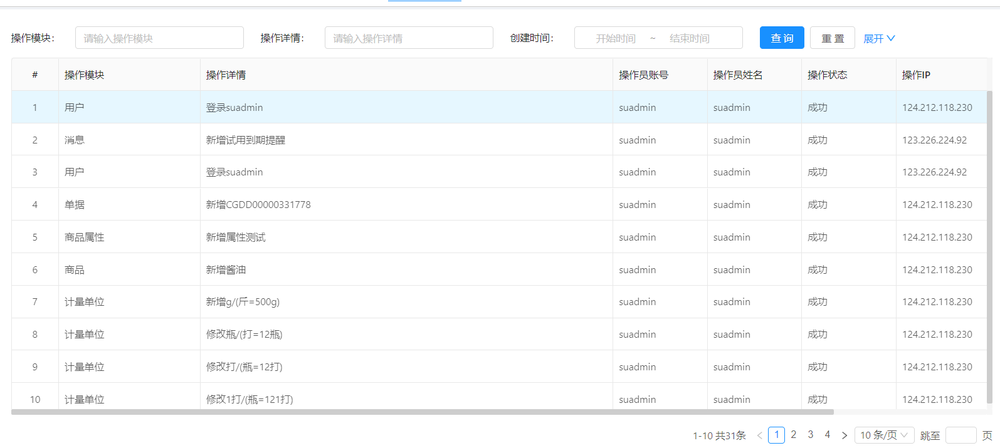 操作模块： 请输入操作模块 操作详情： 请输入操作详情 创建时间： 开始时间 ~ 结束时间 查 询 重 置 展开
# 操作模块 操作详情 操作员账号 操作员姓名 操作状态 操作IP
1 用户 登录suadmin suadmin suadmin 成功 124.212.118.230
2 消息 新增试用到期提醒 suadmin suadmin 成功 123.226.224.92
3 用户 登录suadmin suadmin suadmin 成功 123.226.224.92
4 单据 新增CGDD00000331778 suadmin suadmin 成功 124.212.118.230
5 商品属性 新增属性测试 suadmin suadmin 成功 124.212.118.230
6 商品 新增酱油 suadmin suadmin 成功 124.212.118.230
7 计量单位 新增g/(斤=500g) suadmin suadmin 成功 124.212.118.230
8 计量单位 修改瓶/(打=12瓶) suadmin suadmin 成功 124.212.118.230
9 计量单位 修改打/(瓶=12打) suadmin suadmin 成功 124.212.118.230
10 计量单位 修改1打/(瓶=121打) suadmin suadmin 成功 124.212.118.230
1-10 共31条 < 1 2 3 4 > 10 条/页 跳至 页